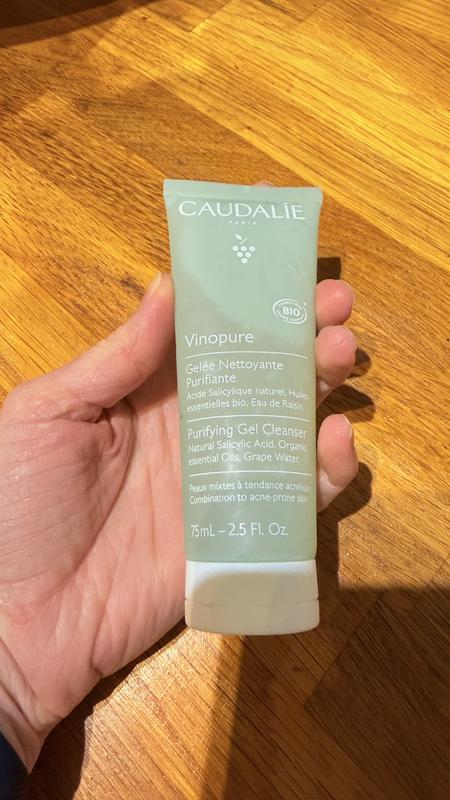 CAUDALÍE
PARIS
BIO
Vinopure
Gelée Nettoyante
Purifiante
Acide Salicylique naturel, Huiles
essentielles bio, Eau de Raisin.
Purifying Gel Cleanser
Natural Salicylic Acid, Organic
essential Oils, Grape Water.
Peaux mixtes à tendance acnéique
Combination to acne-prone skin
75mL – 2.5 Fl. Oz.